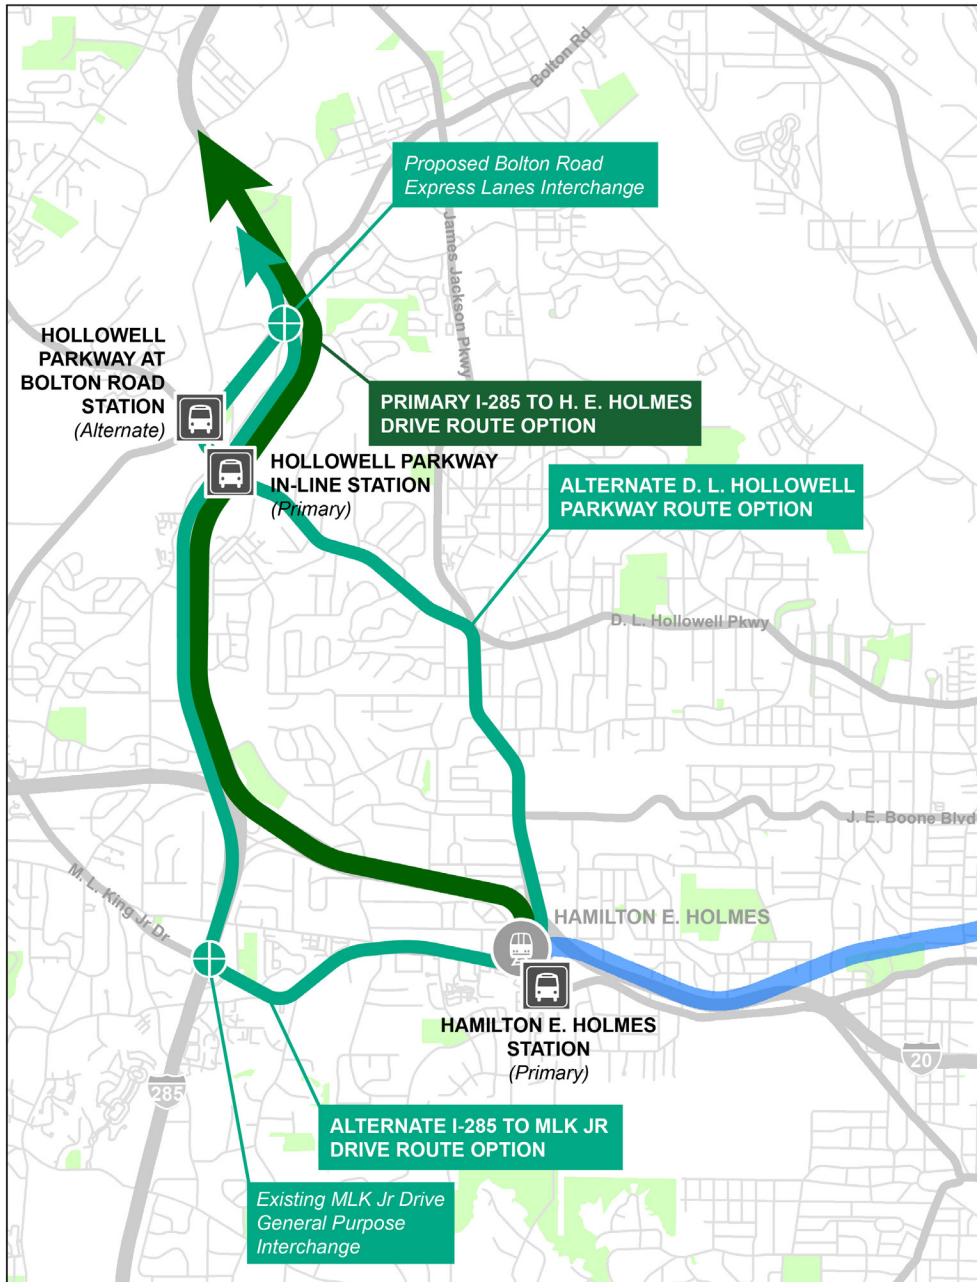 Bolton Rd
Proposed Bolton Road
Express Lanes Interchange
James Jackson Pkwy
HOLLOWELL
PARKWAY AT
BOLTON ROAD
STATION
(Alternate)
PRIMARY I-285 TO H. E. HOLMES
DRIVE ROUTE OPTION
HOLLOWELL PARKWAY
IN-LINE STATION
(Primary)
ALTERNATE D. L. HOLLOWELL
PARKWAY ROUTE OPTION
D. L. Hollowell Pkwy
J. E. Boone Blvd
M. L. King Jr Dr
HAMILTON E. HOLMES
HAMILTON E. HOLMES
STATION
(Primary)
20
285
ALTERNATE I-285 TO MLK JR
DRIVE ROUTE OPTION
Existing MLK Jr Drive
General Purpose
Interchange